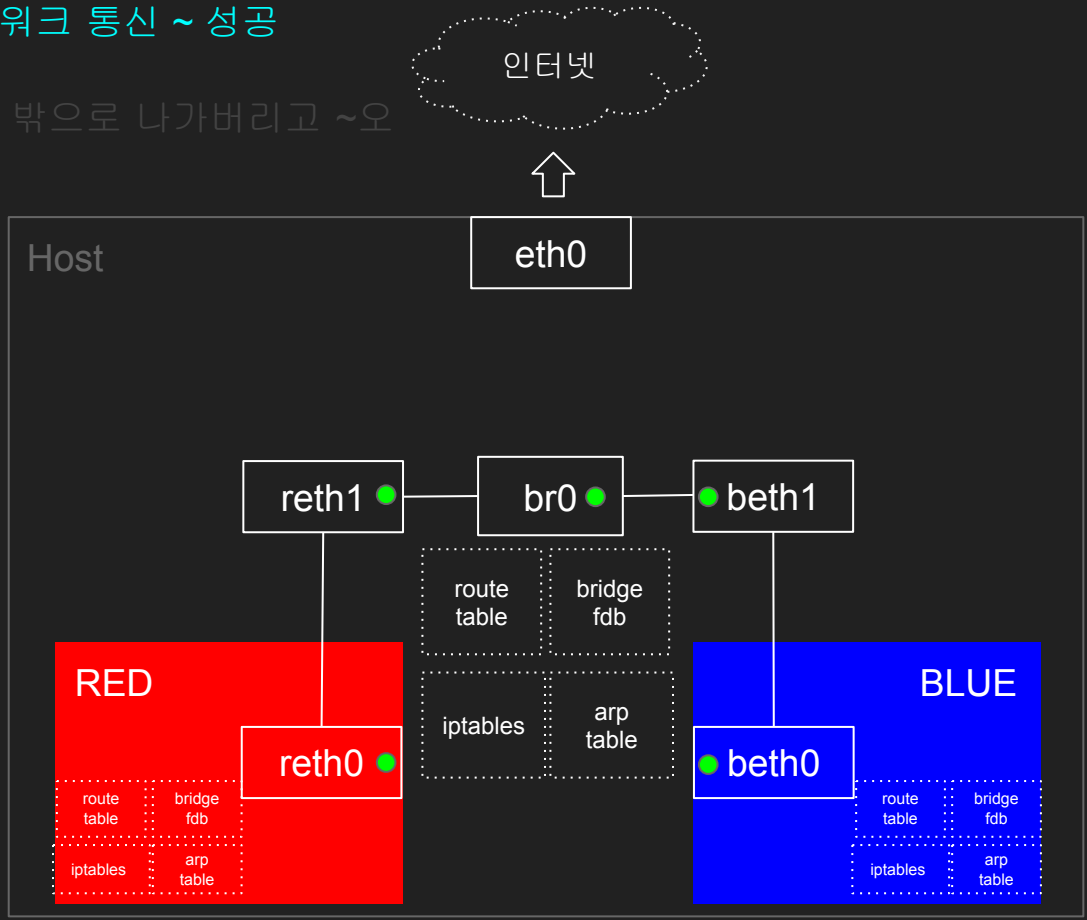 워크 통신 ~ 성공
인터넷
밖으로 나가버리고 ~오
Host
eth0
reth1
br0
beth1
route
table
bridge
fdb
iptables
arp
table
RED
reth0
route
table
bridge
fdb
iptables
arp
table
BLUE
beth0
route
table
bridge
fdb
iptables
arp
table